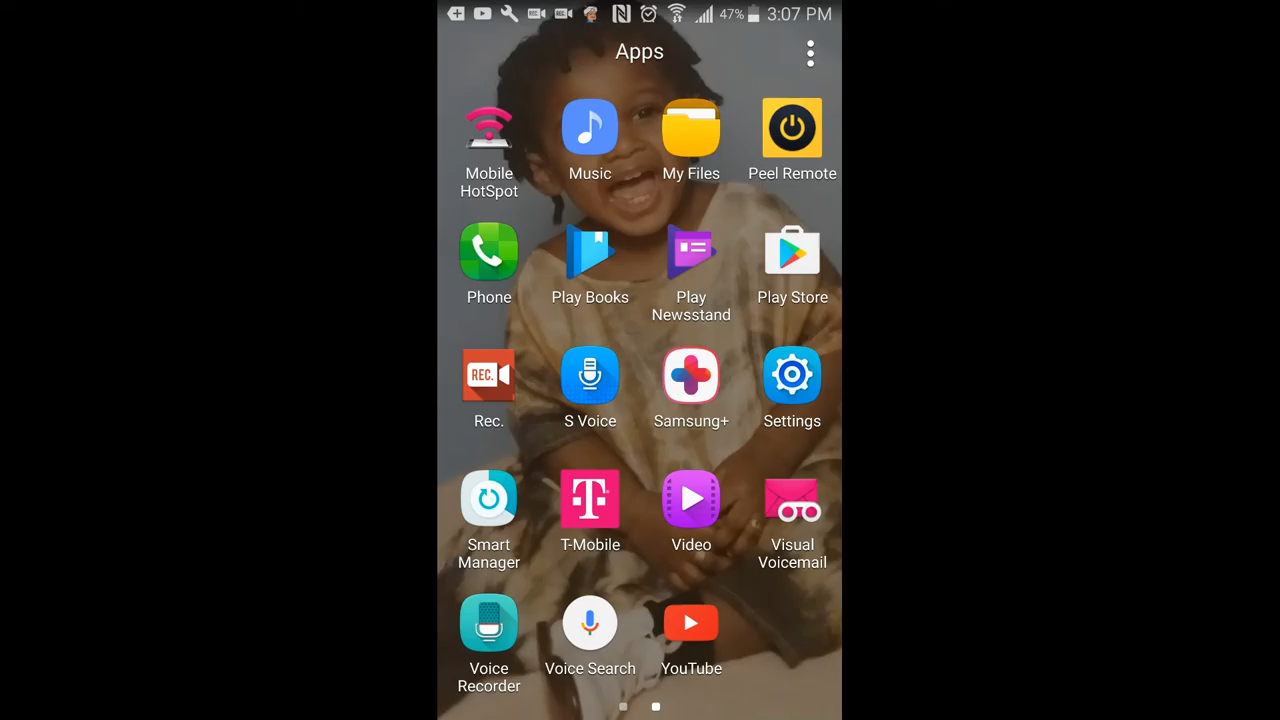 47% 3:07 PM
Apps
Mobile
HotSpot
Music
My Files
Peel Remote
Phone
Play Books
Play
Newsstand
Play Store
REC.
Rec.
S Voice
Samsung+
Settings
Smart
Manager
T
T-Mobile
Video
Visual
Voicemail
Voice
Recorder
Voice Search
YouTube